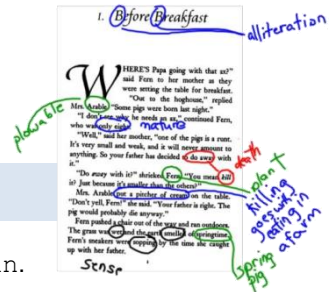 1. Before Breakfast
alliteration
WHERE'S Papa going with that ax?"
said Fern to her mother as they
were setting the table for breakfast.
"Out to the hoghouse," replied
Mrs. Arable. "Some pigs were born last night."
plowable
"I don't see why he needs an ax," continued Fern,
who was only eight.
nature
"Well," said her mother, "one of the pigs is a runt.
It's very small and weak, and it will never amount to
anything. So your father has decided to do away with
it."
death
"Do away with it?" shrieked Fern. "You mean kill
it? Just because it's smaller than the others?"
plant
Mrs. Arable put a pitcher of cream on the table.
"Don't yell, Fern!" she said. "Your father is right. The
pig would probably die anyway."
killing
goes with
eating in
a farm
Fern pushed a chair out of the way and ran outdoors.
The grass was wet and the earth smelled of springtime.
Fern's sneakers were sopping by the time she caught
up with her father.
spring
pig
sense
n.